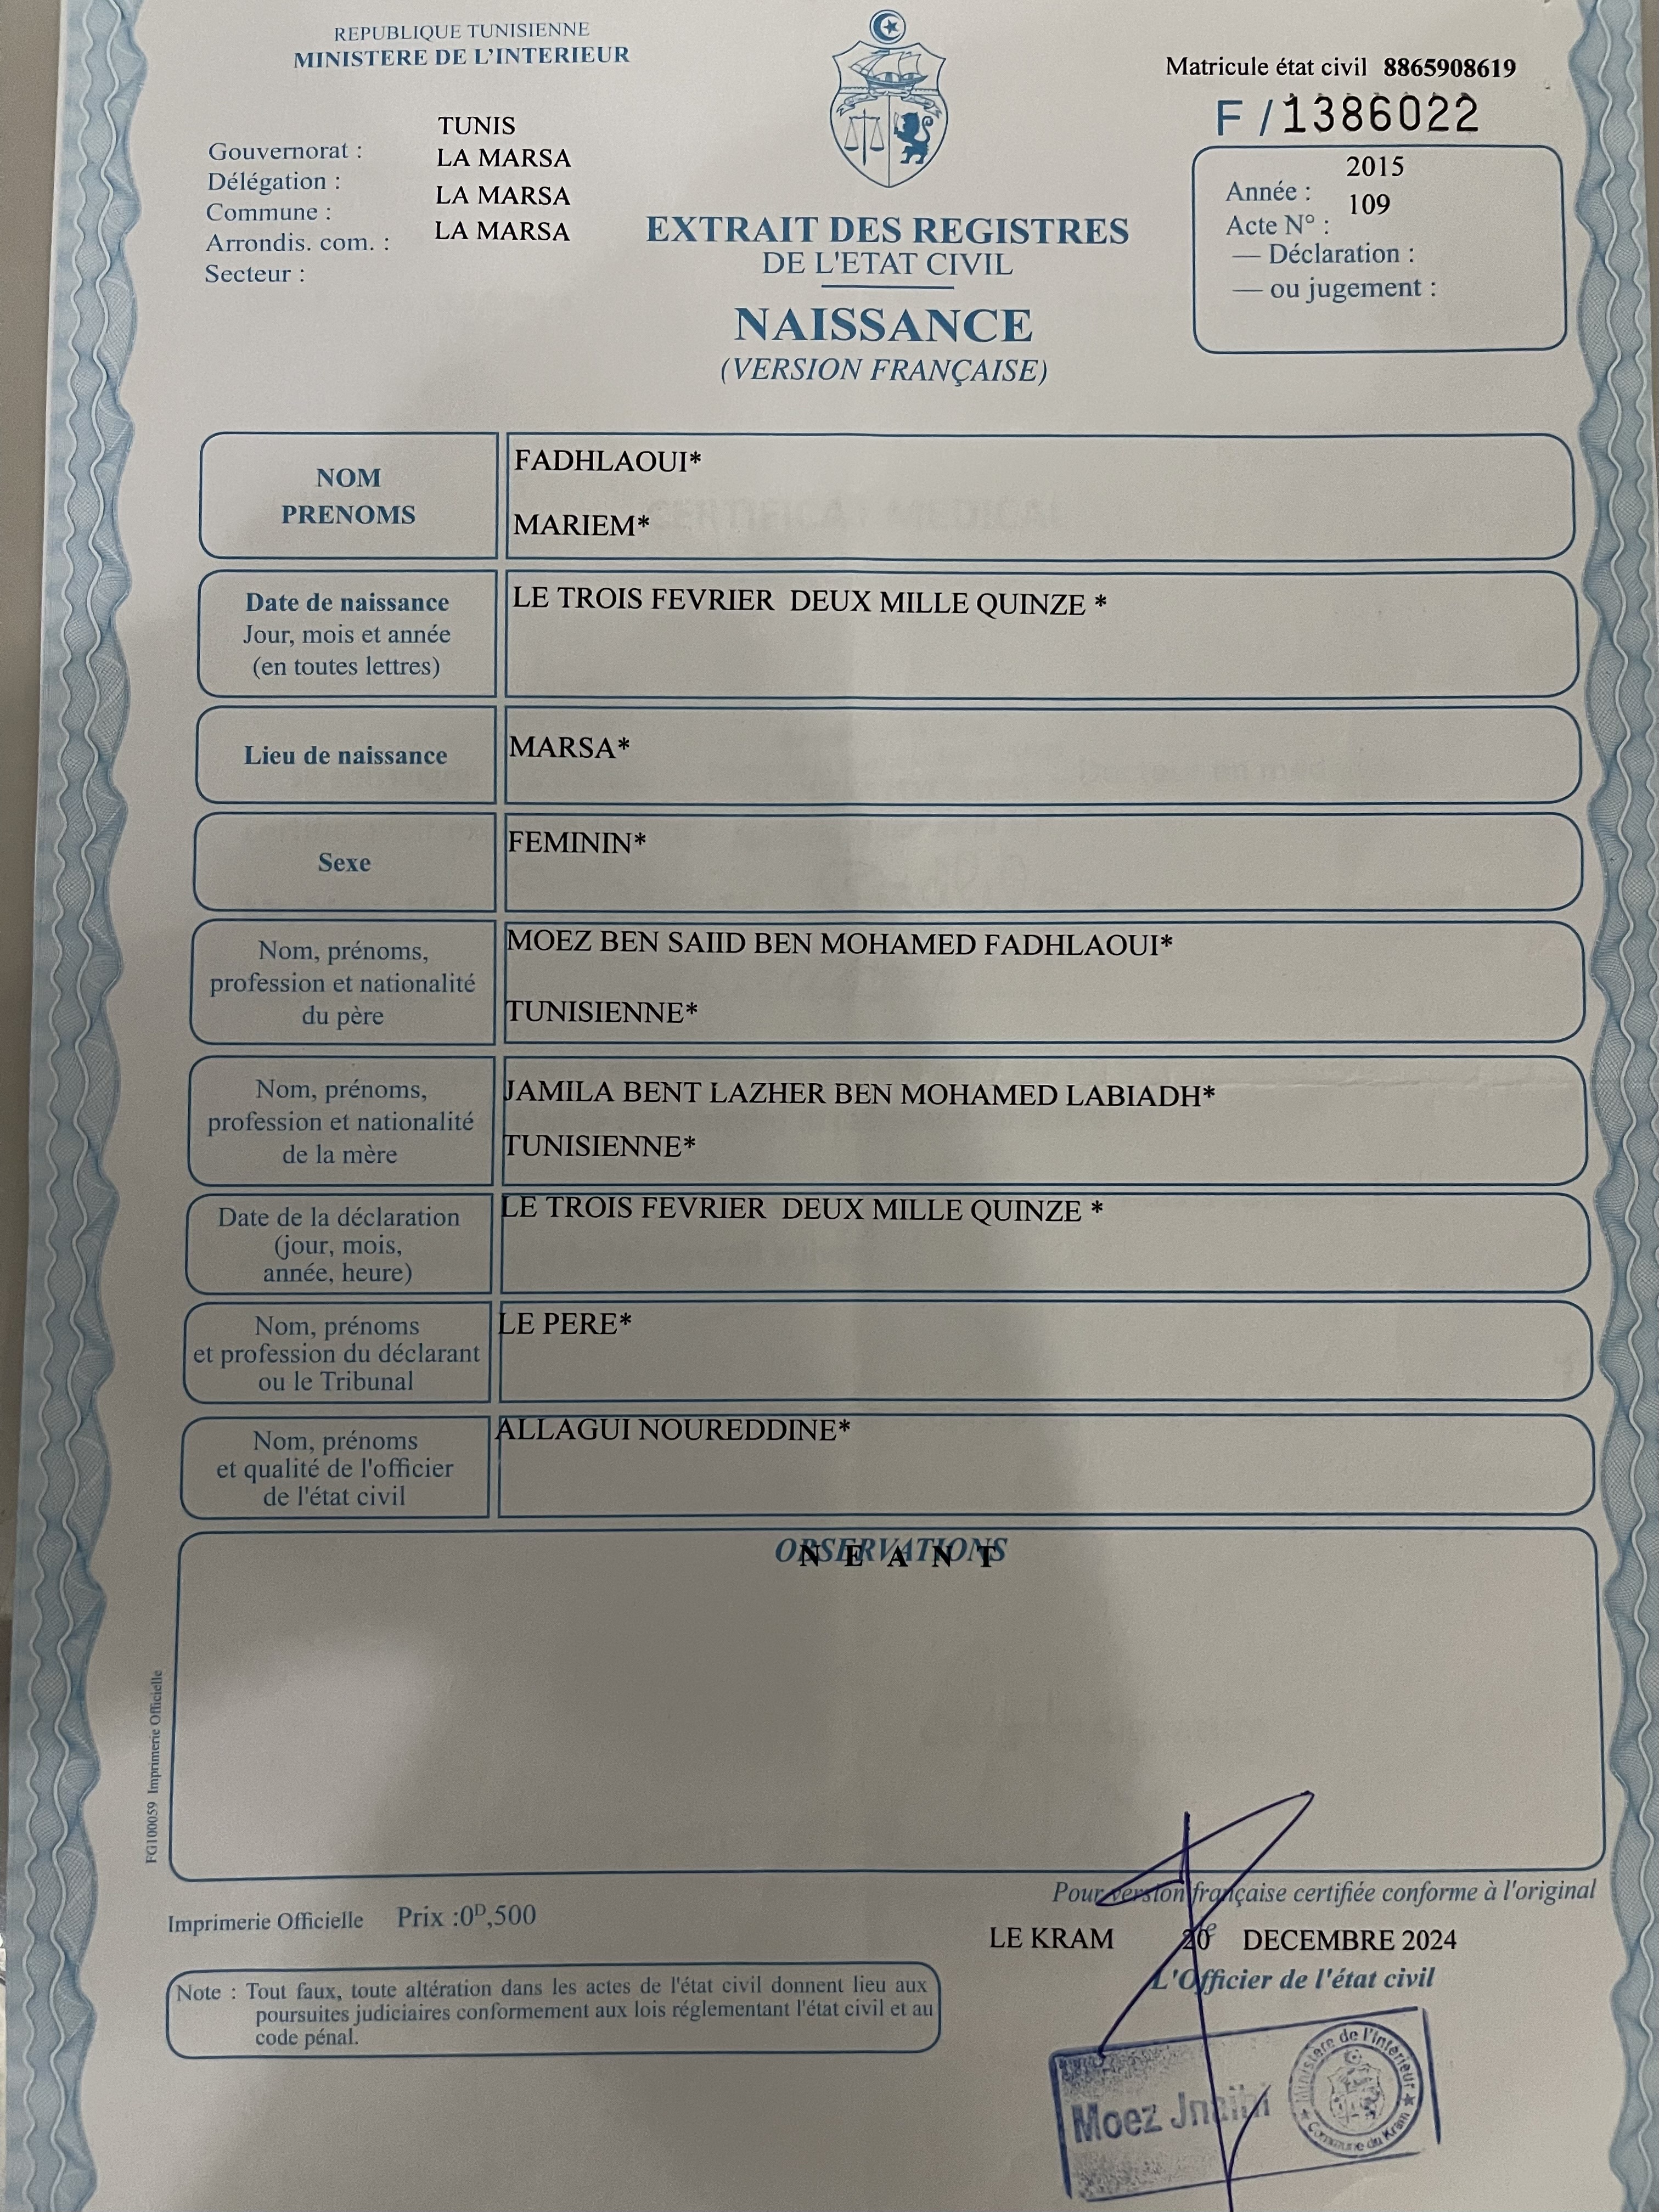 REPUBLIQUE TUNISIENNE
MINISTERE DE L'INTERIEUR
Matricule état civil 8865908619
F / 1386022
TUNIS
Gouvernorat :
LA MARSA
Délégation :
LA MARSA
Commune :
LA MARSA
Arrondis. com. :
Secteur :
2015
Année :
109
Acte N° :
— Déclaration :
— ou jugement :
EXTRAIT DES REGISTRES
DE L'ETAT CIVIL
NAISSANCE
(VERSION FRANÇAISE)
NOM
PRENOMS
FADHLAOUI*
MARIEM*
Date de naissance
Jour, mois et année
(en toutes lettres)
LE TROIS FEVRIER DEUX MILLE QUINZE *
Lieu de naissance
MARSA*
Sexe
FEMININ*
Nom, prénoms,
profession et nationalité
du père
MOEZ BEN SAIID BEN MOHAMED FADHLAOUI*
TUNISIENNE*
Nom, prénoms,
profession et nationalité
de la mère
JAMILA BENT LAZHER BEN MOHAMED LABIADH*
TUNISIENNE*
Date de la déclaration
(jour, mois,
année, heure)
LE TROIS FEVRIER DEUX MILLE QUINZE *
Nom, prénoms
et profession du déclarant
ou le Tribunal
LE PERE*
Nom, prénoms
et qualité de l'officier
de l'état civil
ALLAGUI NOUREDDINE*
OBSERVATIONS
N E A N T
FG100059 Imprimerie Officielle
Pour version française certifiée conforme à l'original
Imprimerie Officielle Prix :0D,500
LE KRAM 20 DECEMBRE 2024
L'Officier de l'état civil
Note : Tout faux, toute altération dans les actes de l'état civil donnent lieu aux
poursuites judiciaires conformement aux lois réglementant l'état civil et au
code pénal.
Moez Jnaihi
Ministère de l'Intérieur
Commune du Kram